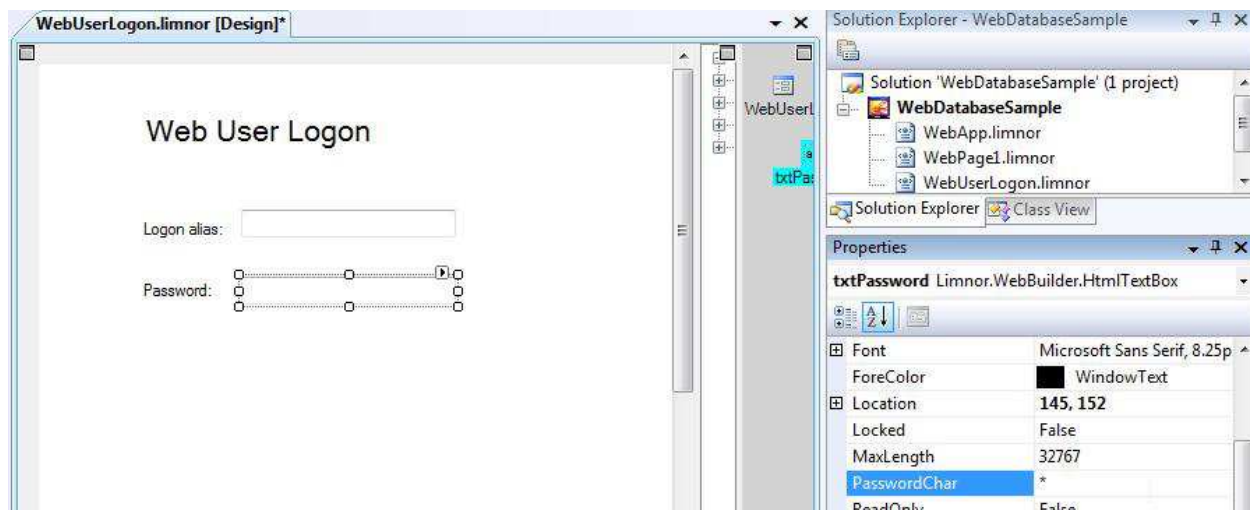 WebUserLogon.limnor [Design]*
Web User Logon
Logon alias:
Password:
WebUserL
txtPas
Solution Explorer - WebDatabaseSample
Solution 'WebDatabaseSample' (1 project)
WebDatabaseSample
WebApp.limnor
WebPage1.limnor
WebUserLogon.limnor
Solution Explorer Class View
Properties
txtPassword Limnor.WebBuilder.HtmlTextBox
Font Microsoft Sans Serif, 8.25p
ForeColor WindowText
Location 145, 152
Locked False
MaxLength 32767
PasswordChar *
ReadOnly False